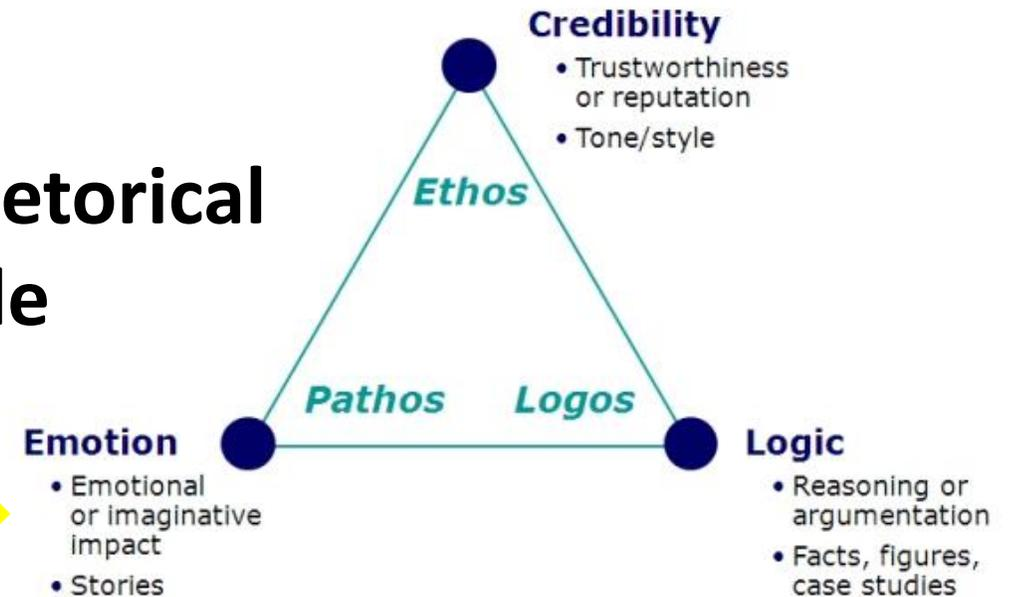 Credibility
• Trustworthiness
or reputation
• Tone/style
etorical
le
Ethos
Pathos
Logos
Emotion
• Emotional
or imaginative
impact
• Stories
Logic
• Reasoning or
argumentation
• Facts, figures,
case studies